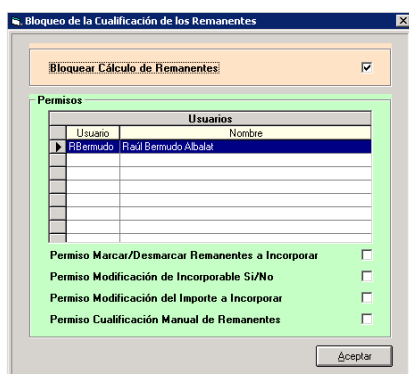 Bloqueo de la Cualificación de los Remanentes
Bloquear Cálculo de Remanentes
Permisos
Usuarios
Usuario Nombre
RBermudo Raúl Bermudo Albalat
Permiso Marcar/Desmarcar Remanentes a Incorporar
Permiso Modificación de Incorporable Si/No
Permiso Modificación del Importe a Incorporar
Permiso Cualificación Manual de Remanentes
Aceptar